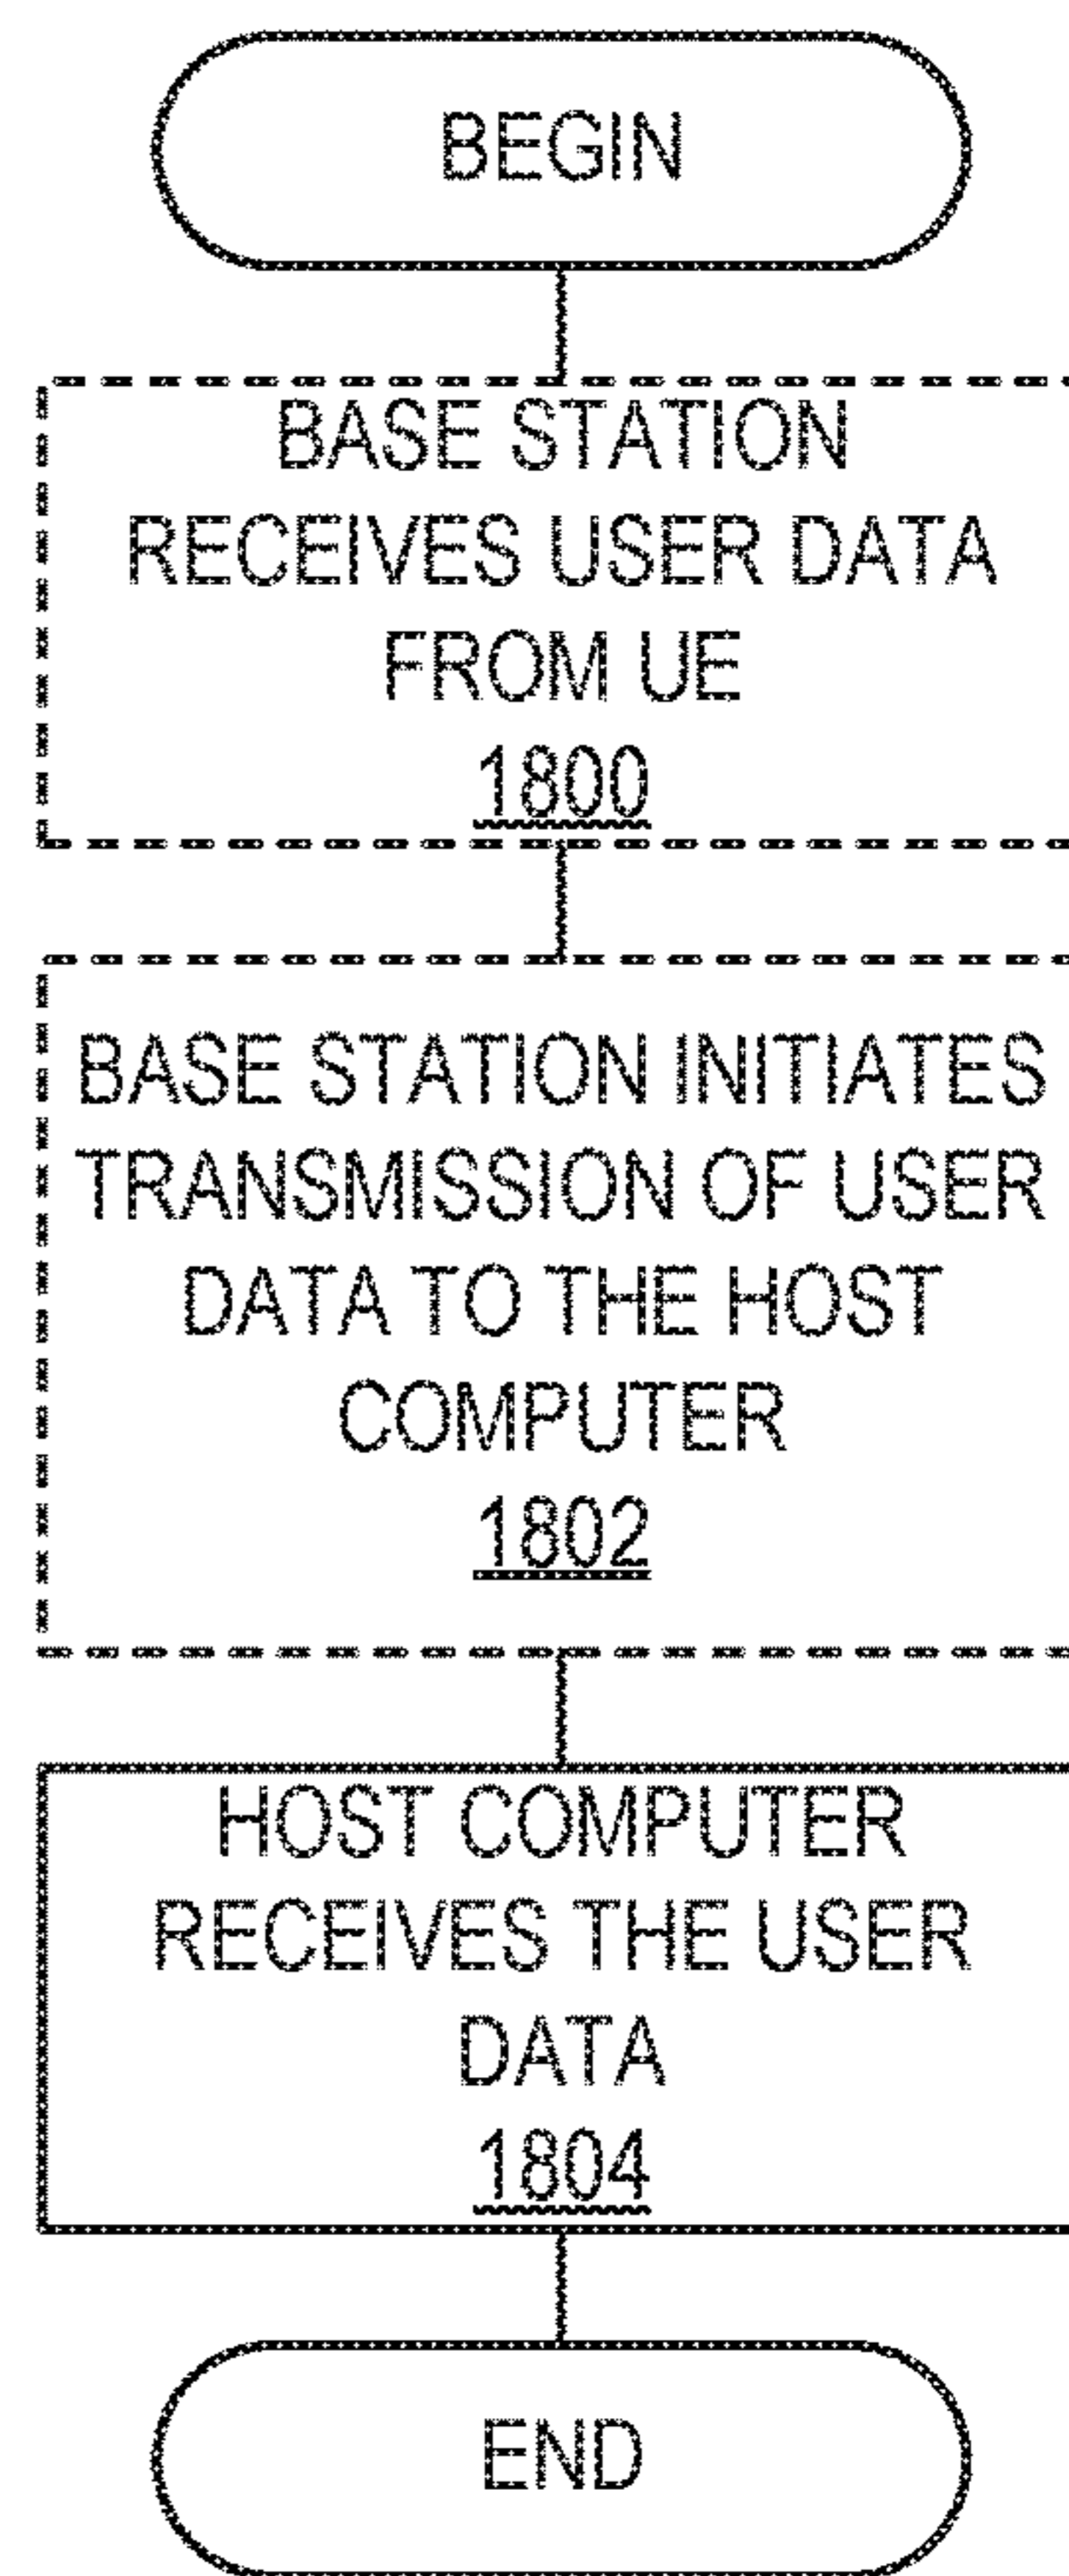 BEGIN
BASE STATION
RECEIVES USER DATA
FROM UE
1800
BASE STATION INITIATES
TRANSMISSION OF USER
DATA TO THE HOST
COMPUTER
1802
HOST COMPUTER
RECEIVES THE USER
DATA
1804
END